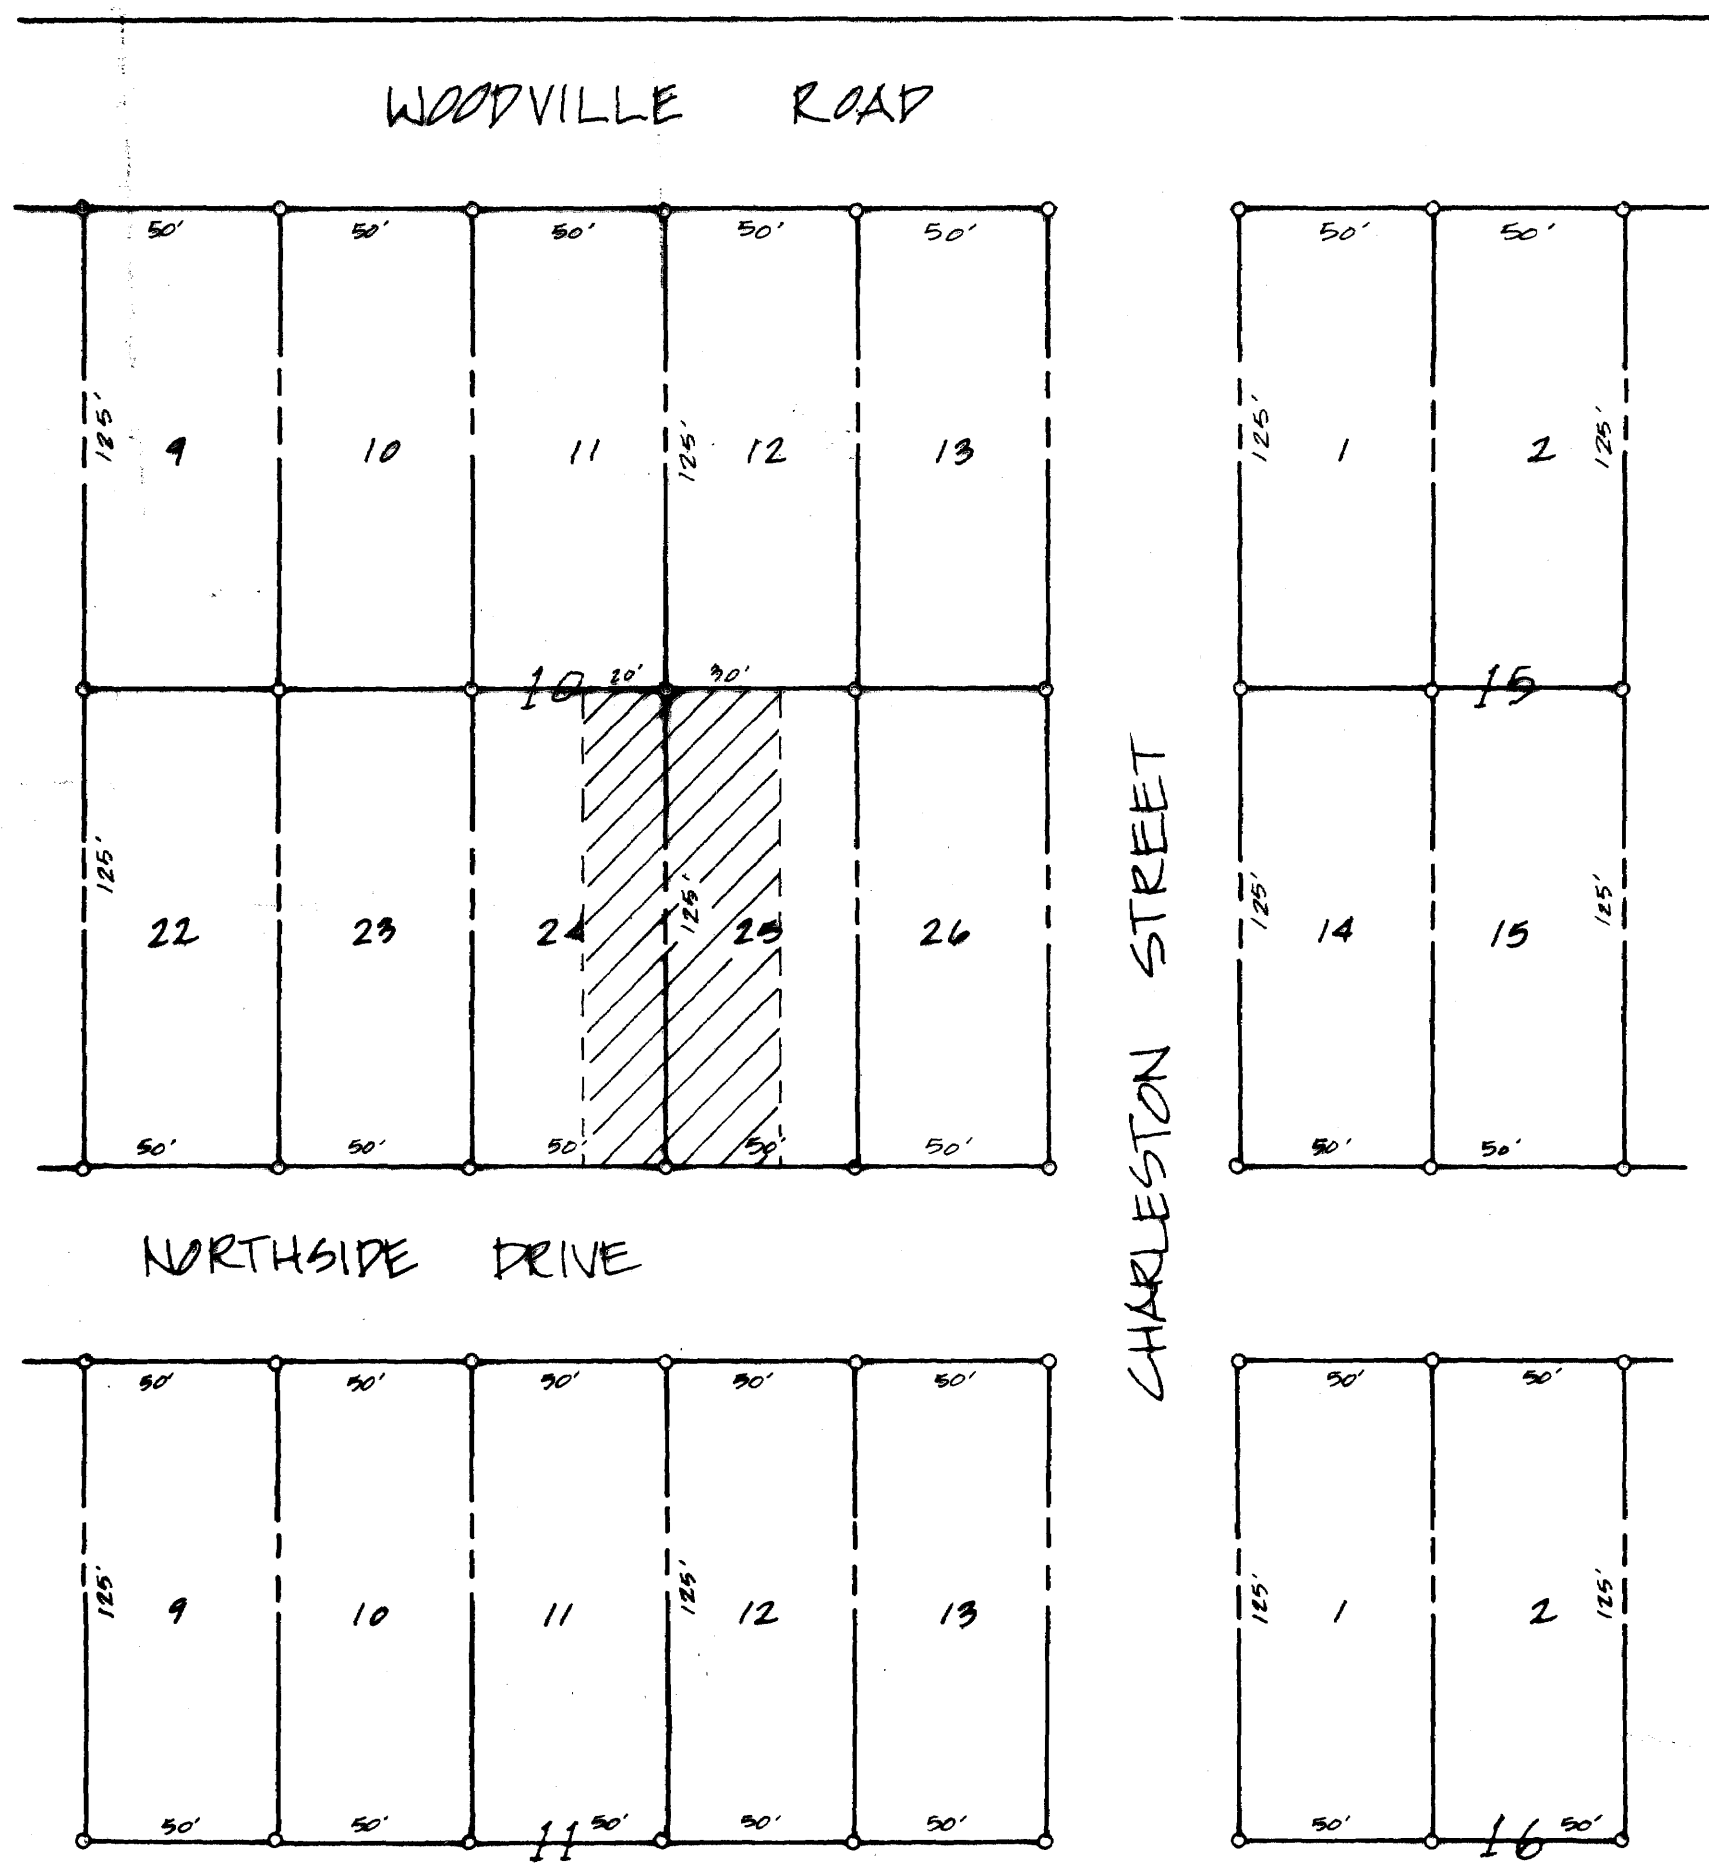 WOODVILLE ROAD
50' 50' 50' 50' 50' 50' 50'
125' 9 10 11 125' 12 13 125' 1 2 125'
10 20' 30' 15
125' 22 23 24 125' 25 26 125' 14 15 125'
50' 50' 50' 50' 50' 50' 50'
CHARLESTON STREET
NORTHSIDE DRIVE
50' 50' 50' 50' 50' 50' 50'
125' 9 10 11 125' 12 13 125' 1 2 125'
50' 50' 50' 50' 50' 50' 50'
11 16